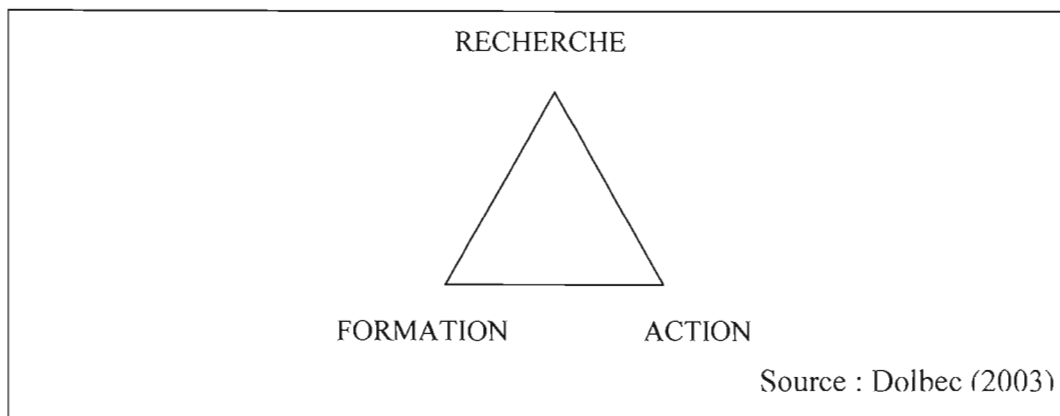 RECHERCHE
FORMATION ACTION
Source : Dolbec (2003)